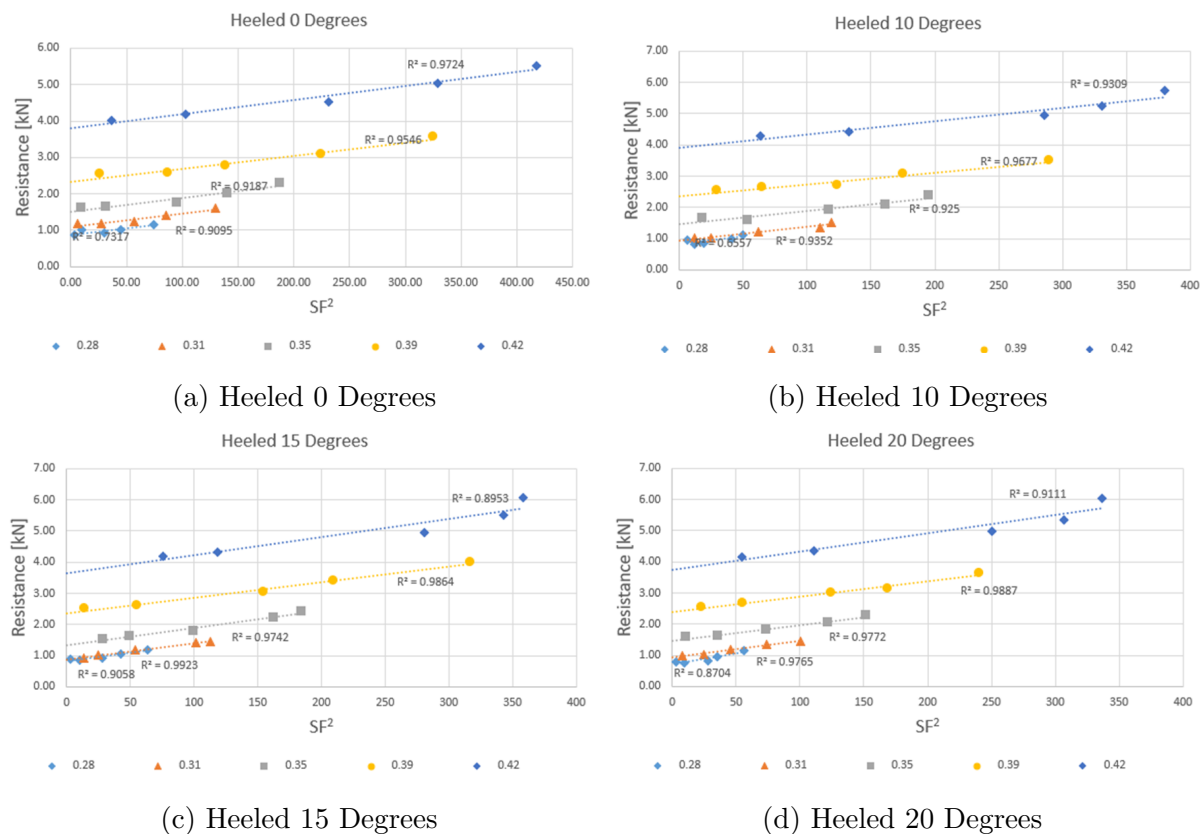 Heeled 0 Degrees
6.00
5.00
4.00
3.00
2.00
1.00
0.00
Resistance [kN]
R² = 0.9724
R² = 0.9546
R² = 0.9187
R² = 0.9095
R² = 0.7317
0.00 50.00 100.00 150.00 200.00 250.00 300.00 350.00 400.00 450.00
SF²
0.28 0.31 0.35 0.39 0.42
(a) Heeled 0 Degrees
Heeled 10 Degrees
7.00
6.00
5.00
4.00
3.00
2.00
1.00
0.00
Resistance [kN]
R² = 0.9309
R² = 0.9677
R² = 0.925
R² = 0.9352
R² = 0.6557
0 50 100 150 200 250 300 350 400
SF²
0.28 0.31 0.35 0.39 0.42
(b) Heeled 10 Degrees
Heeled 15 Degrees
7.00
6.00
5.00
4.00
3.00
2.00
1.00
0.00
Resistance [kN]
R² = 0.8953
R² = 0.9864
R² = 0.9742
R² = 0.9923
R² = 0.9058
0 50 100 150 200 250 300 350 400
SF²
0.28 0.31 0.35 0.39 0.42
(c) Heeled 15 Degrees
Heeled 20 Degrees
7.00
6.00
5.00
4.00
3.00
2.00
1.00
0.00
Resistance [kN]
R² = 0.9111
R² = 0.9887
R² = 0.9772
R² = 0.9765
R² = 0.8704
0 50 100 150 200 250 300 350 400
SF²
0.28 0.31 0.35 0.39 0.42
(d) Heeled 20 Degrees